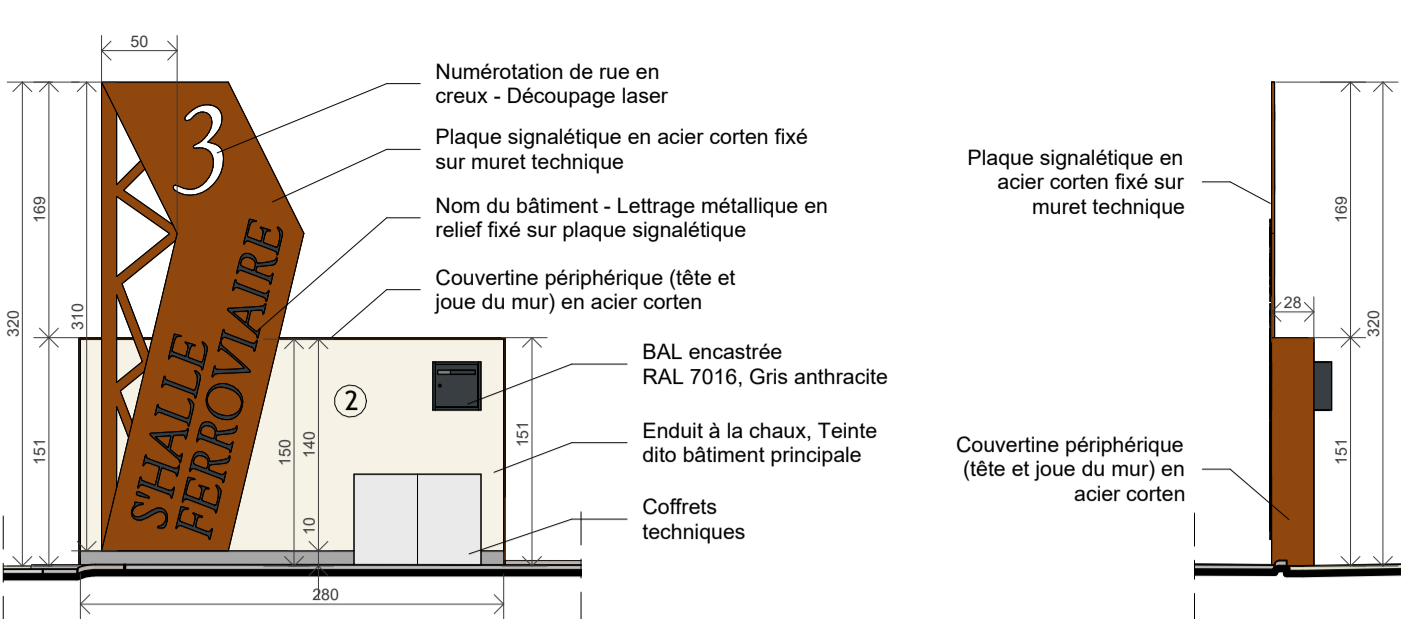 50
Numérotation de rue en
creux - Découpage laser
Plaque signalétique en acier corten fixé
sur muret technique
Nom du bâtiment - Lettrage métallique en
relief fixé sur plaque signalétique
Couvertine périphérique (tête et
joue du mur) en acier corten
BAL encastrée
RAL 7016, Gris anthracite
Enduit à la chaux, Teinte
dito bâtiment principale
Coffrets
techniques
3
S'HALLE
FERROVIAIRE
2
320
169
151
310
150
140
10
151
280
Plaque signalétique en
acier corten fixé sur
muret technique
Couvertine périphérique
(tête et joue du mur) en
acier corten
28
169
151
320